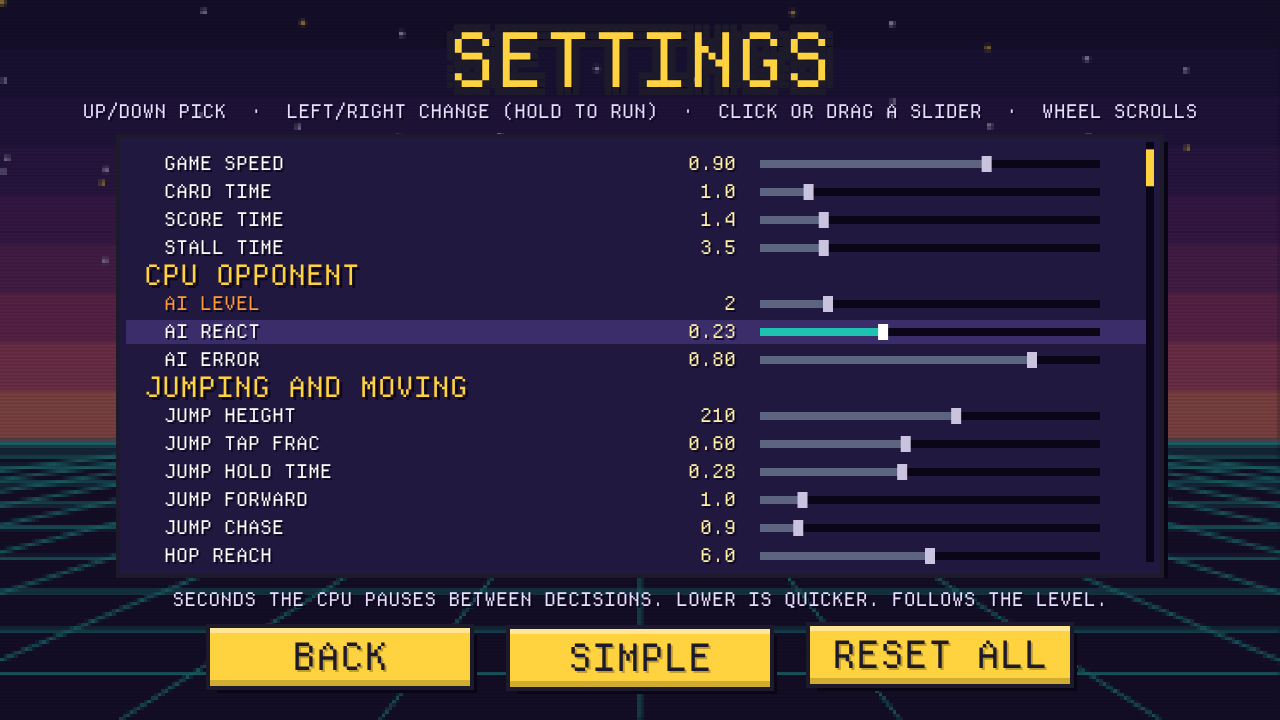 SETTINGS
UP/DOWN PICK · LEFT/RIGHT CHANGE (HOLD TO RUN) · CLICK OR DRAG A SLIDER · WHEEL SCROLLS
GAME SPEED 0.90
CARD TIME 1.0
SCORE TIME 1.4
STALL TIME 3.5
CPU OPPONENT
AI LEVEL 2
AI REACT 0.23
AI ERROR 0.80
JUMPING AND MOVING
JUMP HEIGHT 210
JUMP TAP FRAC 0.60
JUMP HOLD TIME 0.28
JUMP FORWARD 1.0
JUMP CHASE 0.9
HOP REACH 6.0
SECONDS THE CPU PAUSES BETWEEN DECISIONS. LOWER IS QUICKER. FOLLOWS THE LEVEL.
BACK SIMPLE RESET ALL